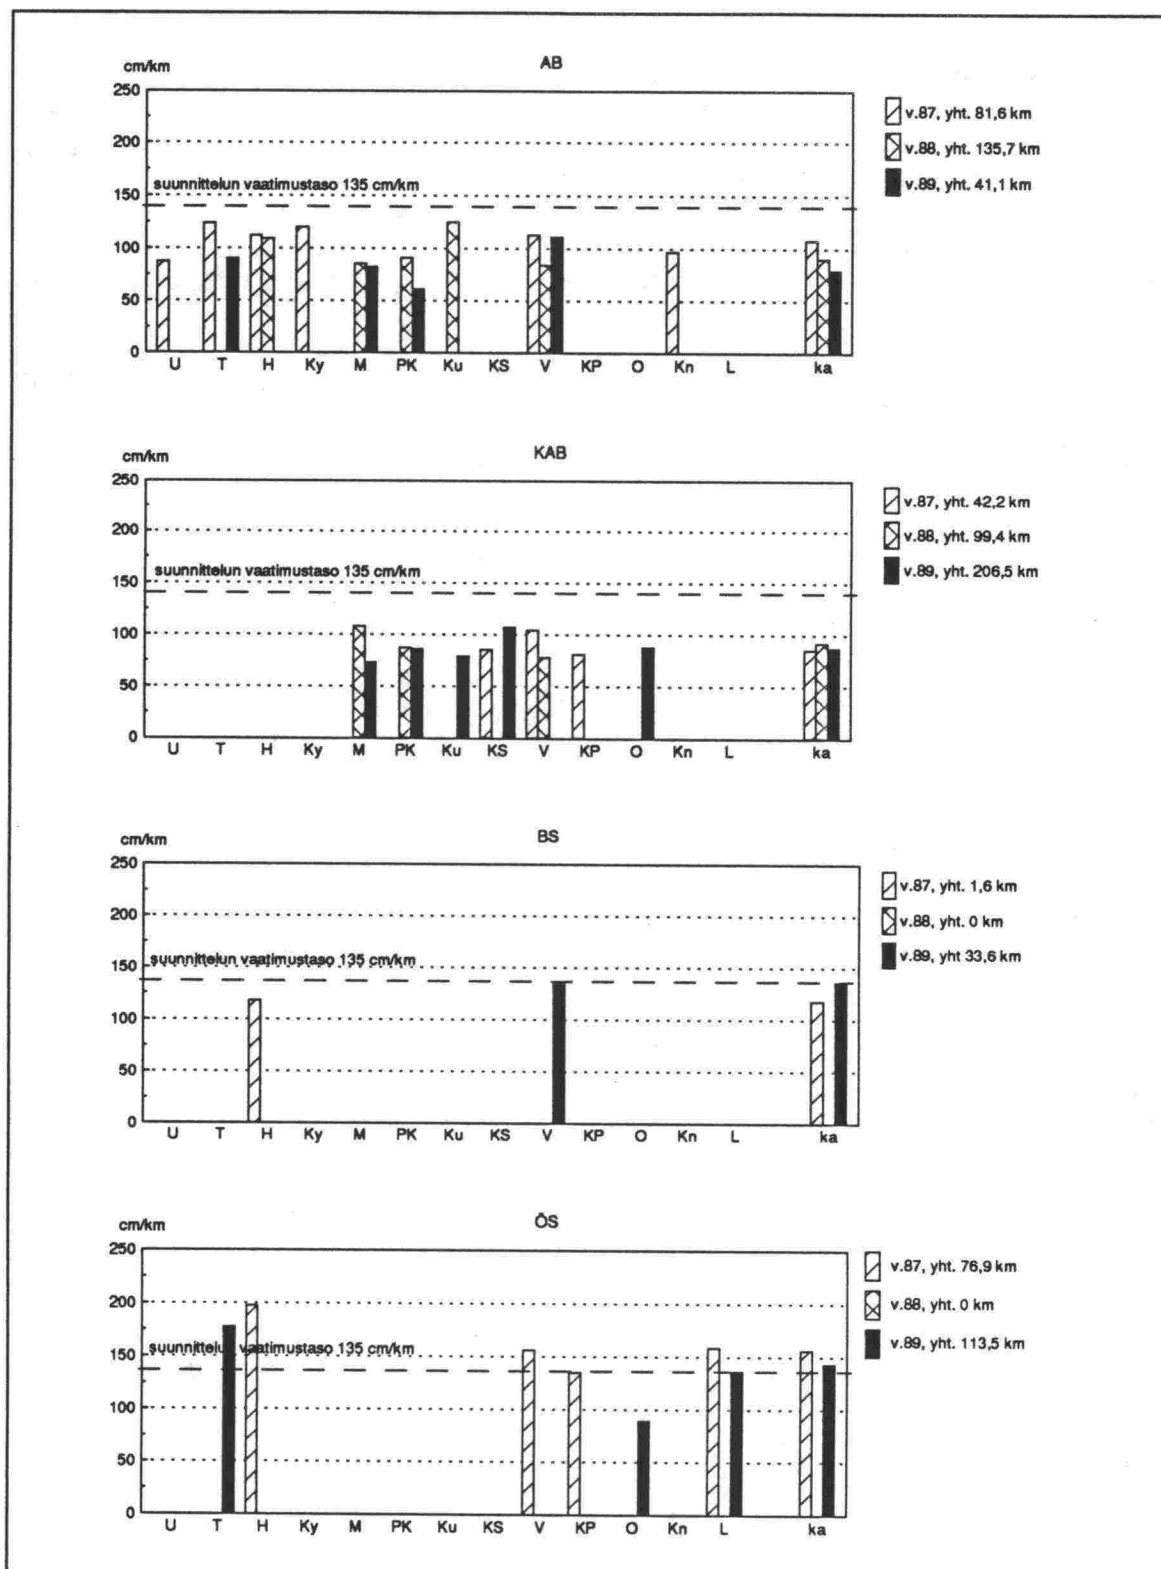 AB
cm/km
250
200
150
100
50
0
suunnittelun vaatimustaso 135 cm/km
U T H Ky M PK Ku KS V KP O Kn L ka
v.87, yht. 81,6 km
v.88, yht. 135,7 km
v.89, yht. 41,1 km
KAB
cm/km
250
200
150
100
50
0
suunnittelun vaatimustaso 135 cm/km
U T H Ky M PK Ku KS V KP O Kn L ka
v.87, yht. 42,2 km
v.88, yht. 99,4 km
v.89, yht. 206,5 km
BS
cm/km
250
200
150
100
50
0
suunnittelun vaatimustaso 135 cm/km
U T H Ky M PK Ku KS V KP O Kn L ka
v.87, yht. 1,6 km
v.88, yht. 0 km
v.89, yht 33,6 km
ÖS
cm/km
250
200
150
100
50
0
suunnittelun vaatimustaso 135 cm/km
U T H Ky M PK Ku KS V KP O Kn L ka
v.87, yht. 76,9 km
v.88, yht. 0 km
v.89, yht. 113,5 km